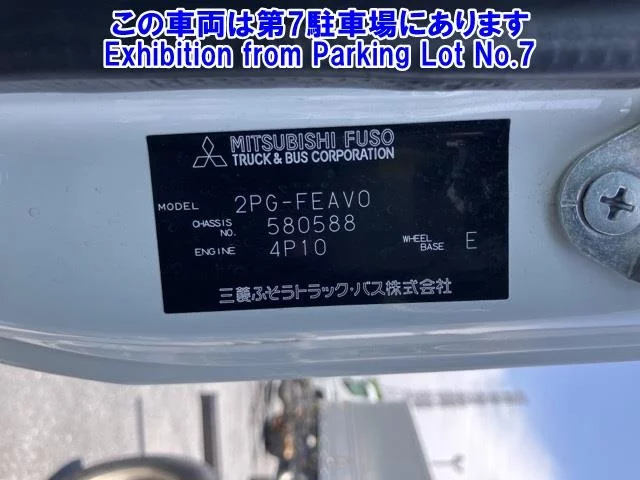 この車両は第7駐車場にあります
Exhibition from Parking Lot No.7
MITSUBISHI FUSO
TRUCK & BUS CORPORATION
MODEL 2PG-FEAV0
CHASSIS NO. 580588
ENGINE 4P10 WHEEL BASE E
三菱ふそうトラック・バス株式会社